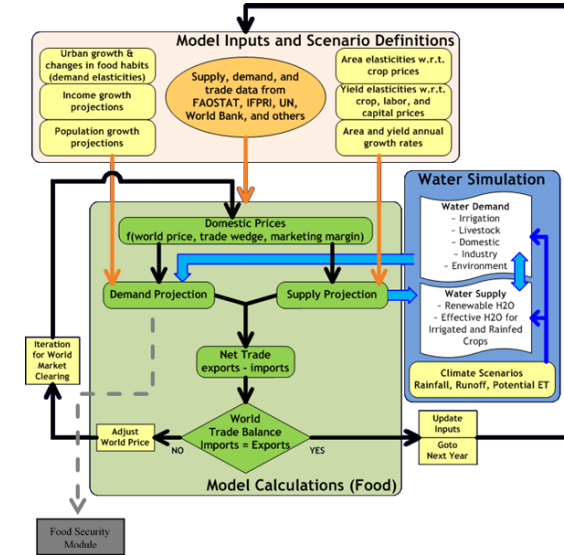 Model Inputs and Scenario Definitions
Urban growth &
changes in food habits
(demand elasticities)
Income growth
projections
Population growth
projections
Supply, demand, and
trade data from
FAOSTAT, IFPRI, UN,
World Bank, and others
Area elasticities w.r.t.
crop prices
Yield elasticities w.r.t.
crop, labor, and
capital prices
Area and yield annual
growth rates
Water Simulation
Water Demand
- Irrigation
- Livestock
- Domestic
- Industry
- Environment
Water Supply
- Renewable H2O
- Effective H2O for
Irrigated and Rainfed
Crops
Climate Scenarios
Rainfall, Runoff, Potential ET
Domestic Prices
f(world price, trade wedge, marketing margin)
Demand Projection
Supply Projection
Net Trade
exports - imports
World
Trade Balance
Imports = Exports
NO
YES
Iteration
for World
Market
Clearing
Adjust
World Price
Update
Inputs
Goto
Next Year
Model Calculations (Food)
Food Security
Module